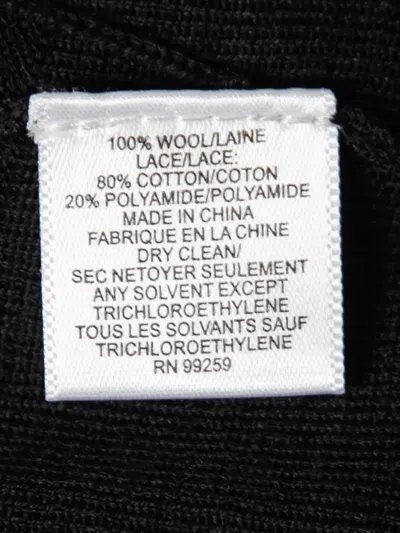 100% WOOL/LAINE
LACE/LACE:
80% COTTON/COTON
20% POLYAMIDE/POLYAMIDE
MADE IN CHINA
FABRIQUE EN LA CHINE
DRY CLEAN/
SEC NETOYER SEULEMENT
ANY SOLVENT EXCEPT
TRICHLOROETHYLENE
TOUS LES SOLVANTS SAUF
TRICHLOROETHYLENE
RN 99259